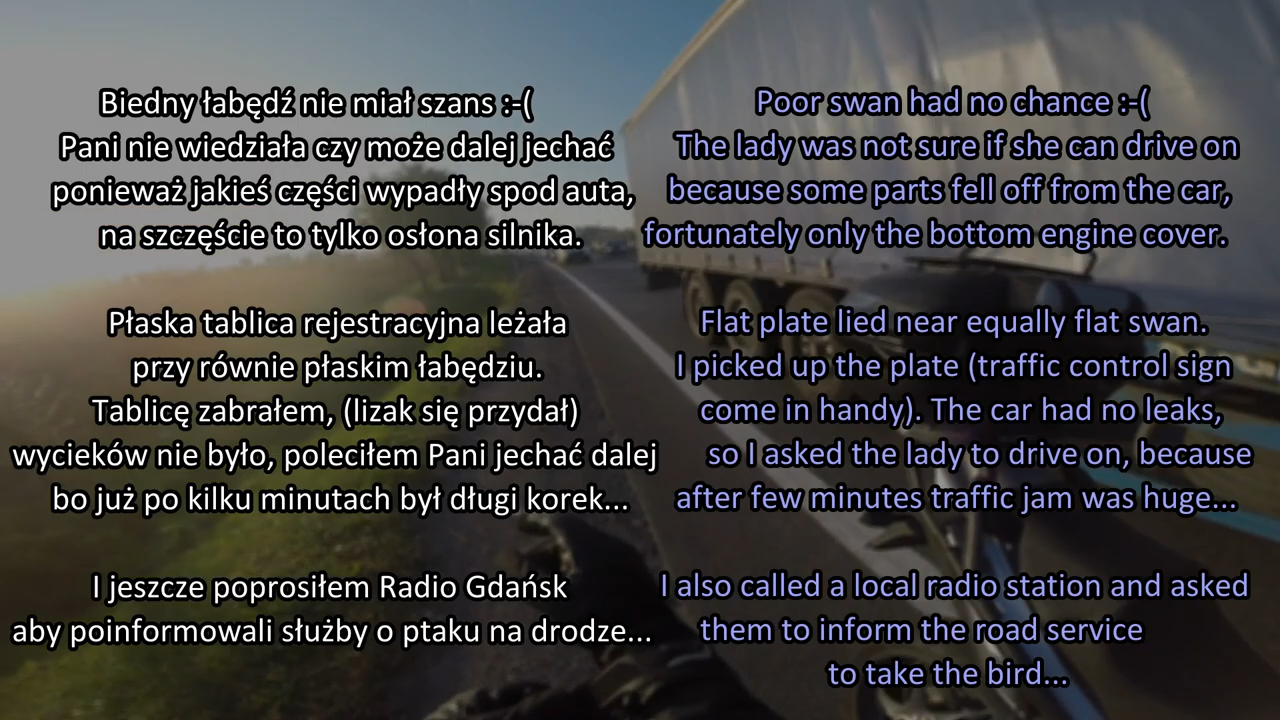 Biedny łabędź nie miał szans :-(
Pani nie wiedziała czy może dalej jechać
ponieważ jakieś części wypadły spod auta,
na szczęście to tylko osłona silnika.
Płaska tablica rejestracyjna leżała
przy równie płaskim łabędziu.
Tablicę zabrałem, (lizak się przydał)
wycieków nie było, poleciłem Pani jechać dalej
bo już po kilku minutach był długi korek...
I jeszcze poprosiłem Radio Gdańsk
aby poinformowali służby o ptaku na drodze...
Poor swan had no chance :-(
The lady was not sure if she can drive on
because some parts fell off from the car,
fortunately only the bottom engine cover.
Flat plate lied near equally flat swan.
I picked up the plate (traffic control sign
come in handy). The car had no leaks,
so I asked the lady to drive on, because
after few minutes traffic jam was huge...
I also called a local radio station and asked
them to inform the road service
to take the bird...